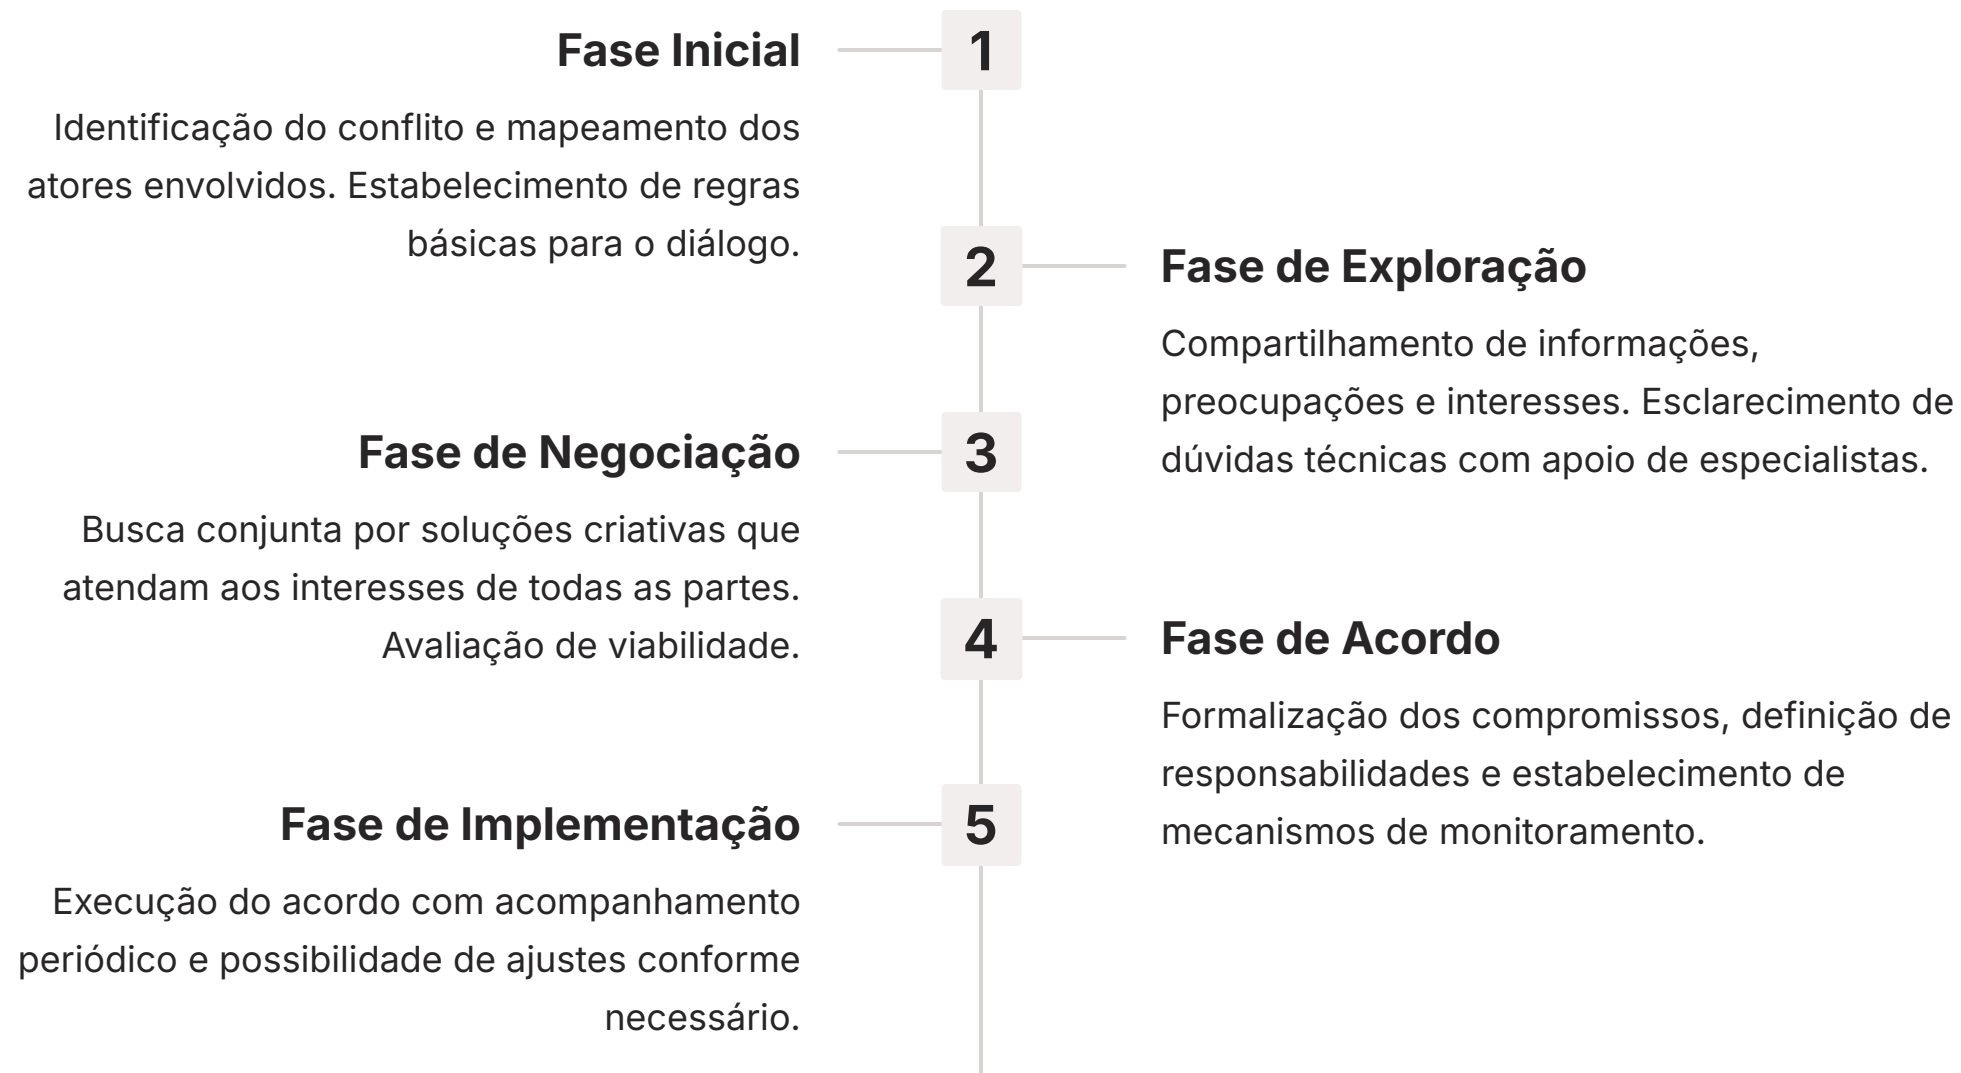 1
Fase Inicial
Identificação do conflito e mapeamento dos
atores envolvidos. Estabelecimento de regras
básicas para o diálogo.
2
Fase de Exploração
Compartilhamento de informações,
preocupações e interesses. Esclarecimento de
dúvidas técnicas com apoio de especialistas.
3
Fase de Negociação
Busca conjunta por soluções criativas que
atendam aos interesses de todas as partes.
Avaliação de viabilidade.
4
Fase de Acordo
Formalização dos compromissos, definição de
responsabilidades e estabelecimento de
mecanismos de monitoramento.
5
Fase de Implementação
Execução do acordo com acompanhamento
periódico e possibilidade de ajustes conforme
necessário.